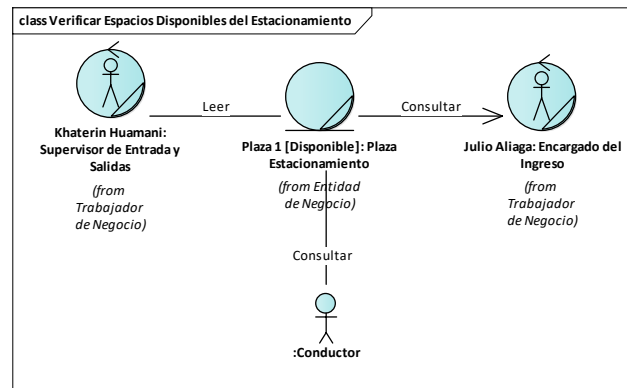 class Verificar Espacios Disponibles del Estacionamiento
Leer
Consultar
Khaterin Huamani:
Supervisor de Entrada y
Salidas
(from
Trabajador
de Negocio)
Plaza 1 [Disponible]: Plaza
Estacionamiento
(from Entidad
de Negocio)
Julio Aliaga: Encargado del
Ingreso
(from
Trabajador
de Negocio)
Consultar
:Conductor